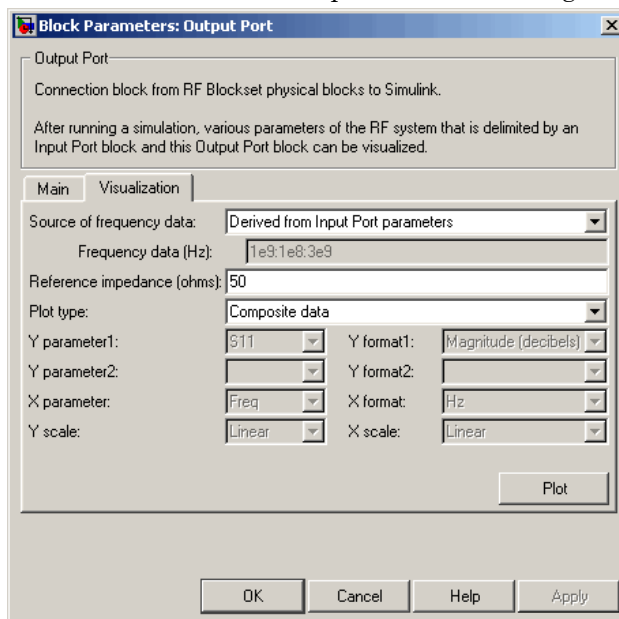 Block Parameters: Output Port
Output Port
Connection block from RF Blockset physical blocks to Simulink.
After running a simulation, various parameters of the RF system that is delimited by an
Input Port block and this Output Port block can be visualized.
Main Visualization
Source of frequency data: Derived from Input Port parameters
Frequency data (Hz): 1e9:1e8:3e9
Reference impedance (ohms): 50
Plot type: Composite data
Y parameter1: S11 Y format1: Magnitude (decibels)
Y parameter2: Y format2:
X parameter: Freq X format: Hz
Y scale: Linear X scale: Linear
Plot
OK Cancel Help Apply